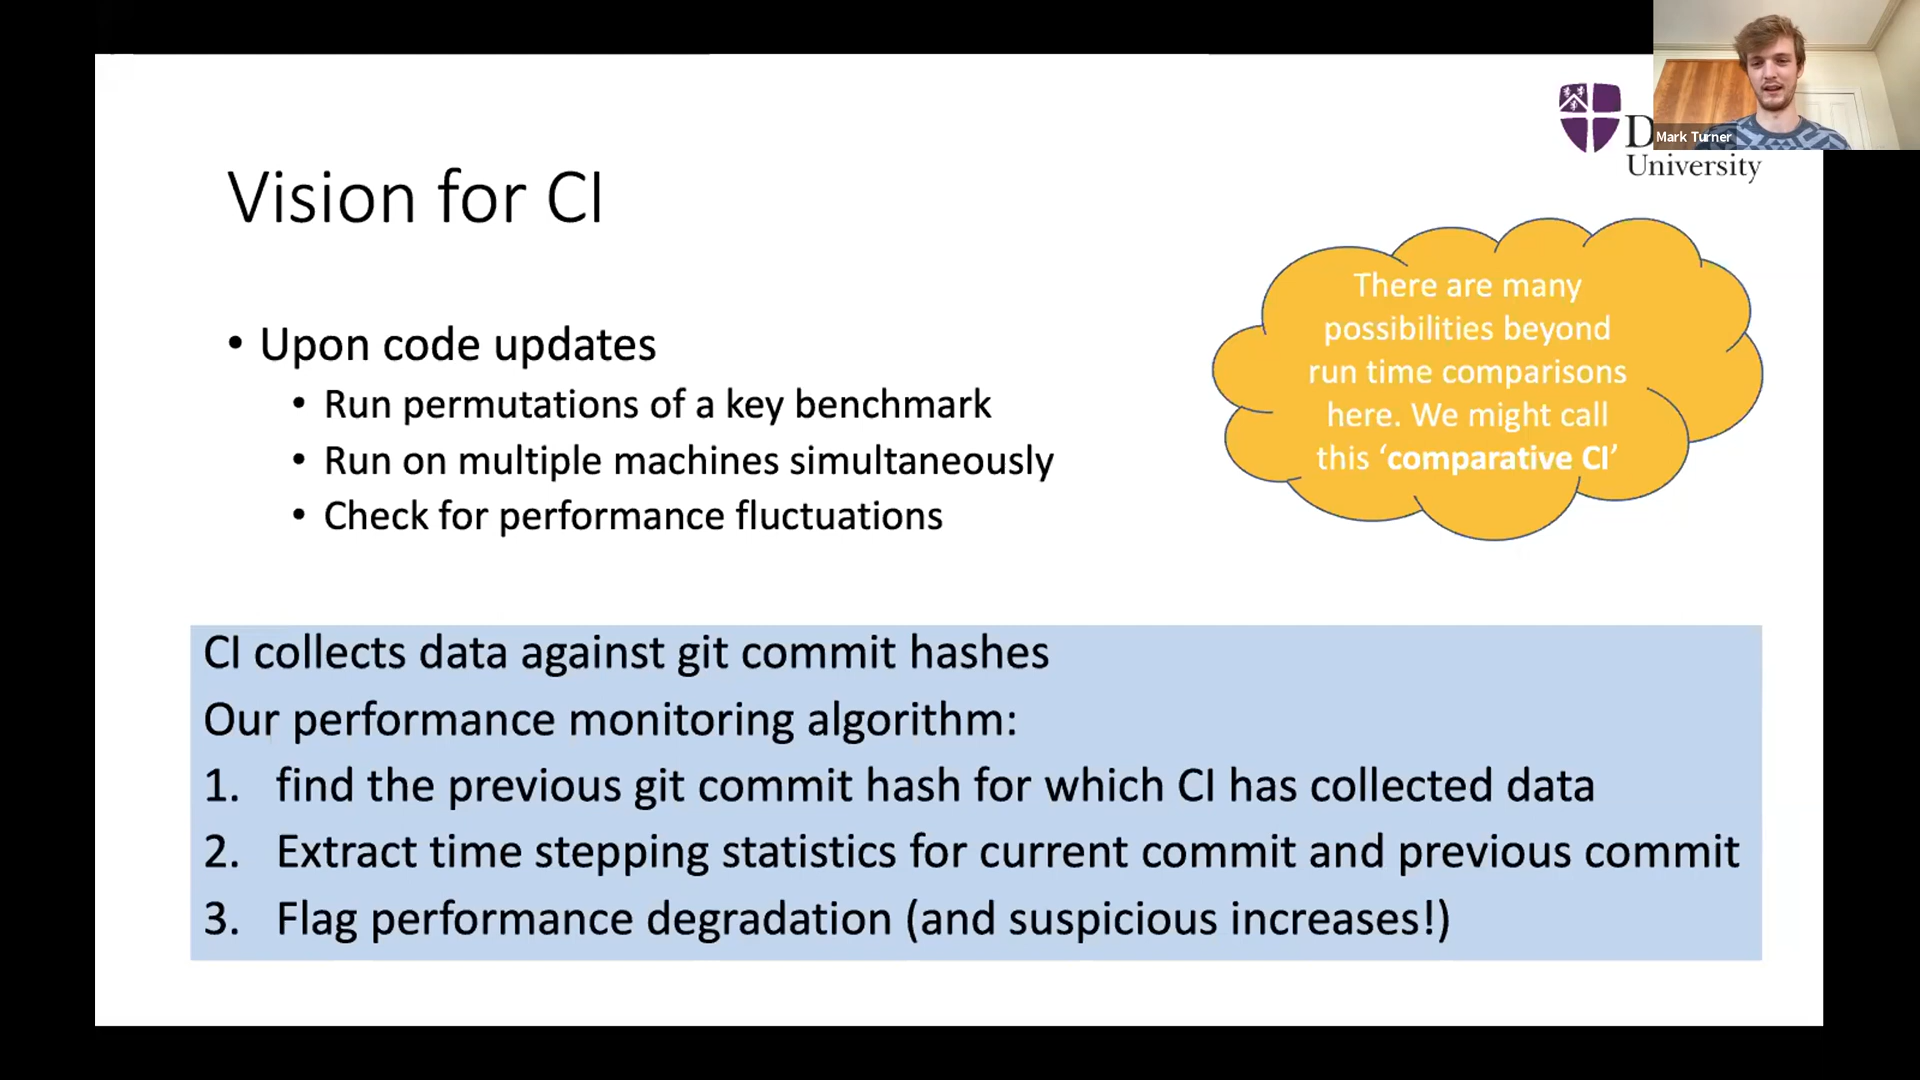 Mark Turner
D
University
Vision for CI
• Upon code updates
• Run permutations of a key benchmark
• Run on multiple machines simultaneously
• Check for performance fluctuations
There are many
possibilities beyond
run time comparisons
here. We might call
this ‘comparative CI’
CI collects data against git commit hashes
Our performance monitoring algorithm:
1. find the previous git commit hash for which CI has collected data
2. Extract time stepping statistics for current commit and previous commit
3. Flag performance degradation (and suspicious increases!)